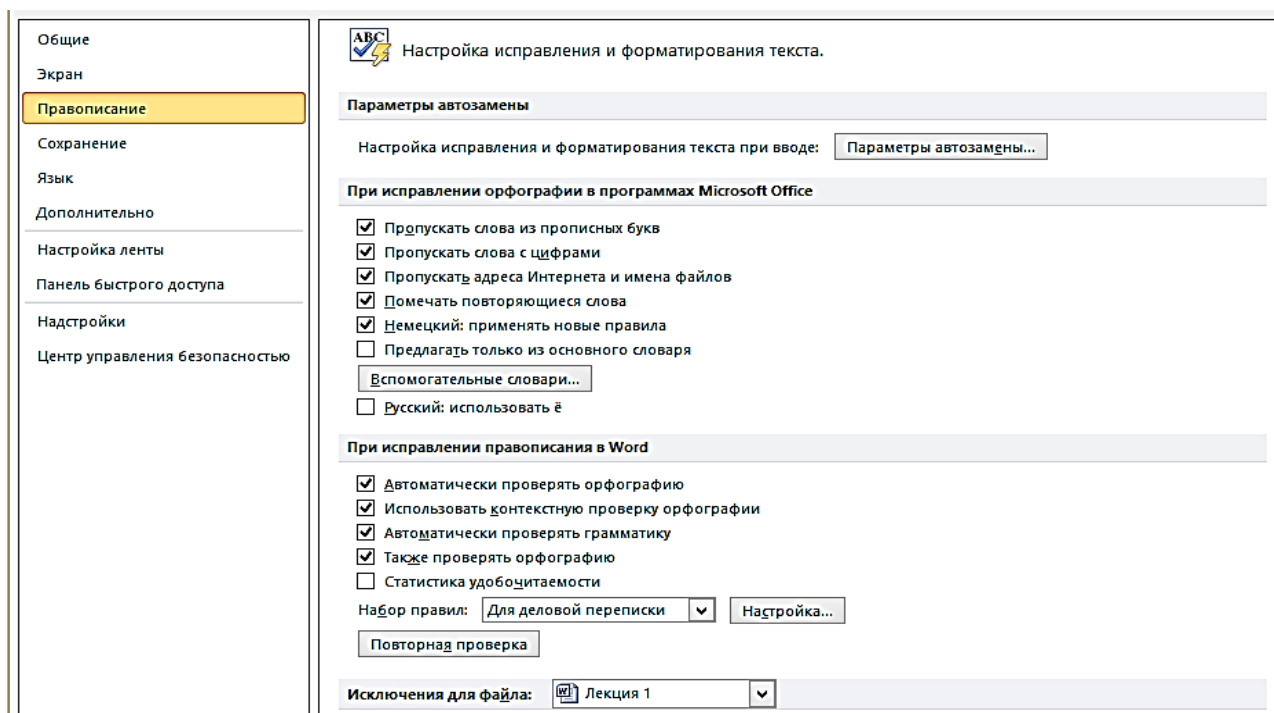 Общие
Экран
Правописание
Сохранение
Язык
Дополнительно
Настройка ленты
Панель быстрого доступа
Надстройки
Центр управления безопасностью
ABC
Настройка исправления и форматирования текста.
Параметры автозамены
Настройка исправления и форматирования текста при вводе: Параметры автозамены...
При исправлении орфографии в программах Microsoft Office
Пропускать слова из прописных букв
Пропускать слова с цифрами
Пропускать адреса Интернета и имена файлов
Помечать повторяющиеся слова
Немецкий: применять новые правила
Предлагать только из основного словаря
Вспомогательные словари...
Русский: использовать ё
При исправлении правописания в Word
Автоматически проверять орфографию
Использовать контекстную проверку орфографии
Автоматически проверять грамматику
Также проверять орфографию
Статистика удобочитаемости
Набор правил: Для деловой переписки Настройка...
Повторная проверка
Исключения для файла: Лекция 1